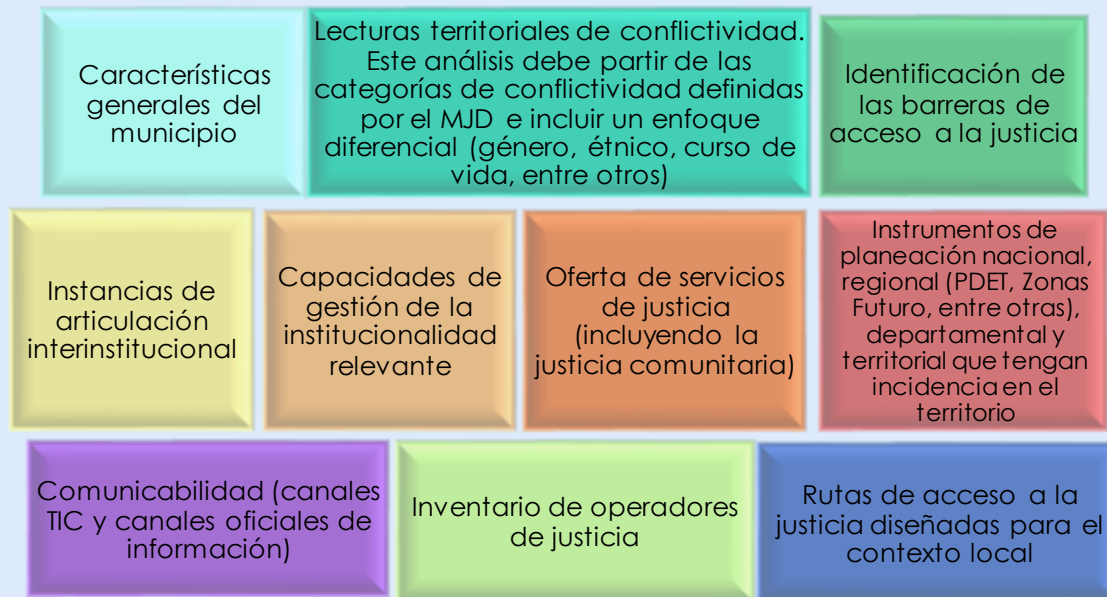 Características
generales del
municipio
Lecturas territoriales de conflictividad.
Este análisis debe partir de las
categorías de conflictividad definidas
por el MJD e incluir un enfoque
diferencial (género, étnico, curso de
vida, entre otros)
Identificación de
las barreras de
acceso a la justicia
Instancias de
articulación
interinstitucional
Capacidades de
gestión de la
institucionalidad
relevante
Oferta de servicios
de justicia
(incluyendo la
justicia comunitaria)
Instrumentos de
planeación nacional,
regional (PDET, Zonas
Futuro, entre otras),
departamental y
territorial que tengan
incidencia en el
territorio
Comunicabilidad (canales
TIC y canales oficiales de
información)
Inventario de operadores
de justicia
Rutas de acceso a la
justicia diseñadas para el
contexto local